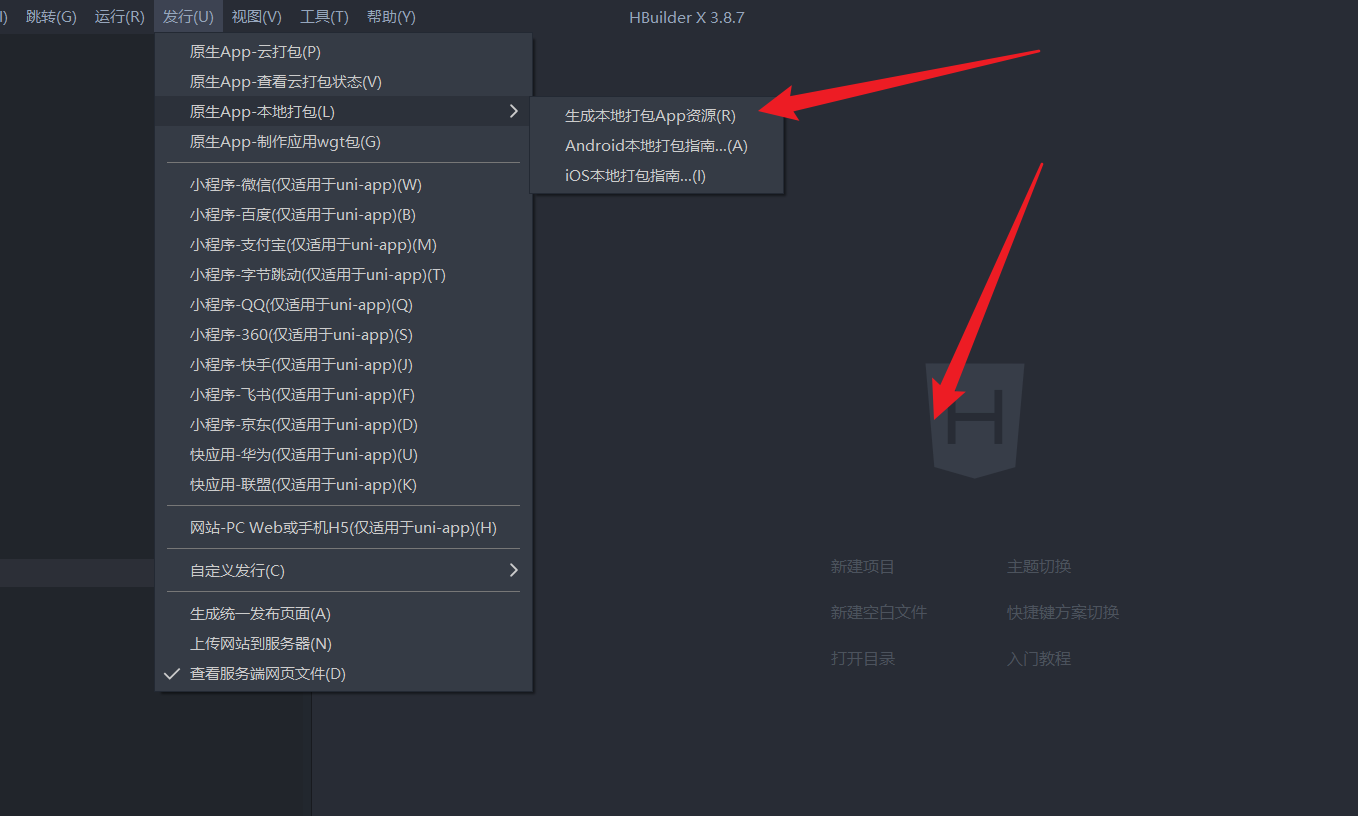 跳转(G) 运行(R) 发行(U) 视图(V) 工具(T) 帮助(Y) HBuilder X 3.8.7
原生App-云打包(P)
原生App-查看云打包状态(V)
原生App-本地打包(L)
原生App-制作应用wgt包(G)
生成本地打包App资源(R)
Android本地打包指南...(A)
iOS本地打包指南...(I)
小程序-微信(仅适用于uni-app)(W)
小程序-百度(仅适用于uni-app)(B)
小程序-支付宝(仅适用于uni-app)(M)
小程序-字节跳动(仅适用于uni-app)(T)
小程序-QQ(仅适用于uni-app)(Q)
小程序-360(仅适用于uni-app)(S)
小程序-快手(仅适用于uni-app)(J)
小程序-飞书(仅适用于uni-app)(F)
小程序-京东(仅适用于uni-app)(D)
快应用-华为(仅适用于uni-app)(U)
快应用-联盟(仅适用于uni-app)(K)
网站-PC Web或手机H5(仅适用于uni-app)(H)
自定义发行(C)
生成统一发布页面(A)
上传网站到服务器(N)
查看服务端网页文件(D)
H
新建项目 主题切换
新建空白文件 快捷键方案切换
打开目录 入门教程